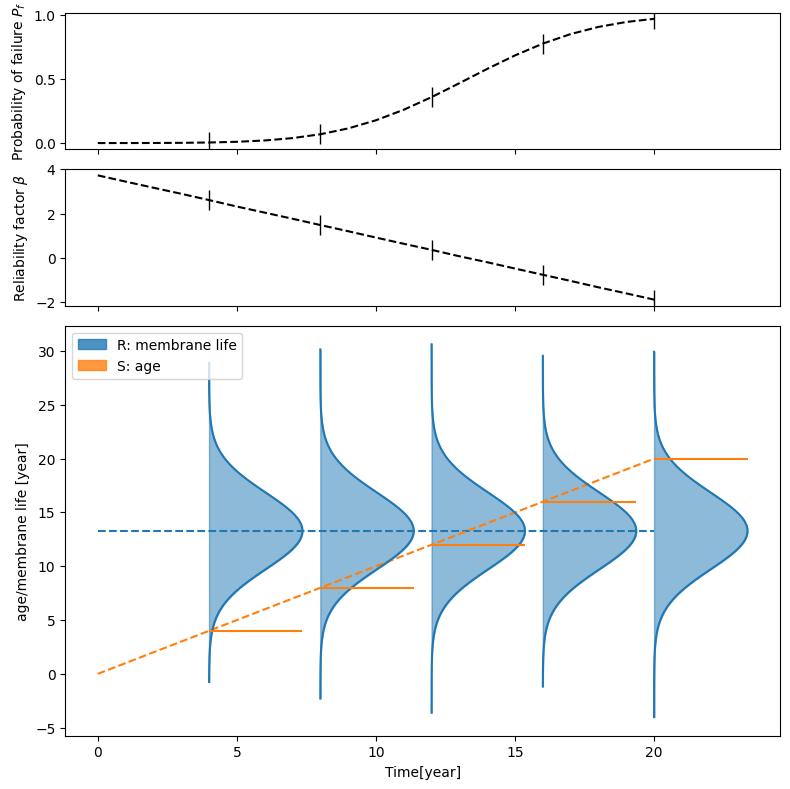 Probability of failure P_f
1.0
0.5
0.0
Reliability factor β
4
2
0
−2
age/membrane life [year]
30
25
20
15
10
5
0
−5
R: membrane life
S: age
0 5 10 15 20
Time[year]